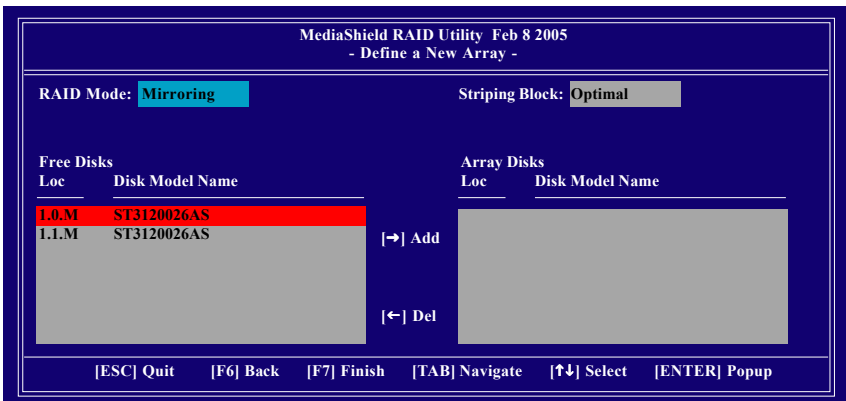 MediaShield RAID Utility Feb 8 2005
- Define a New Array -
RAID Mode: Mirroring Striping Block: Optimal
Free Disks Array Disks
Loc Disk Model Name Loc Disk Model Name
1.0.M ST3120026AS
1.1.M ST3120026AS
[→] Add
[←] Del
[ESC] Quit [F6] Back [F7] Finish [TAB] Navigate [↑↓] Select [ENTER] Popup